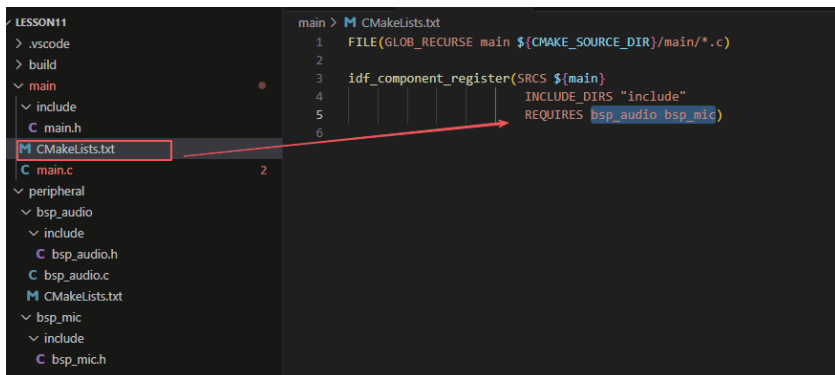 LESSON11
.vscode
build
main
include
C main.h
M CMakeLists.txt
C main.c 2
peripheral
bsp_audio
include
C bsp_audio.h
C bsp_audio.c
M CMakeLists.txt
bsp_mic
include
C bsp_mic.h
main > M CMakeLists.txt
1 FILE(GLOB_RECURSE main ${CMAKE_SOURCE_DIR}/main/*.c)
2
3 idf_component_register(SRCS ${main}
4 INCLUDE_DIRS "include"
5 REQUIRES bsp_audio bsp_mic)
6